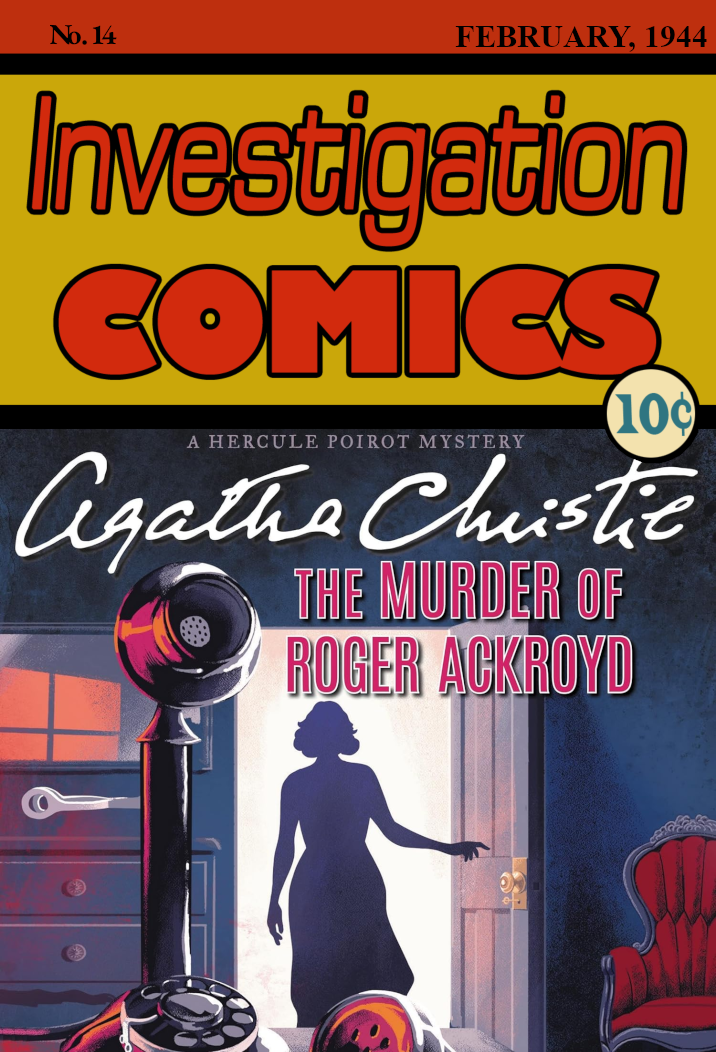 No. 14
FEBRUARY, 1944
Investigation
COMICS
10¢
A HERCULE POIROT MYSTERY
Agatha Christie
THE MURDER OF
ROGER ACKROYD